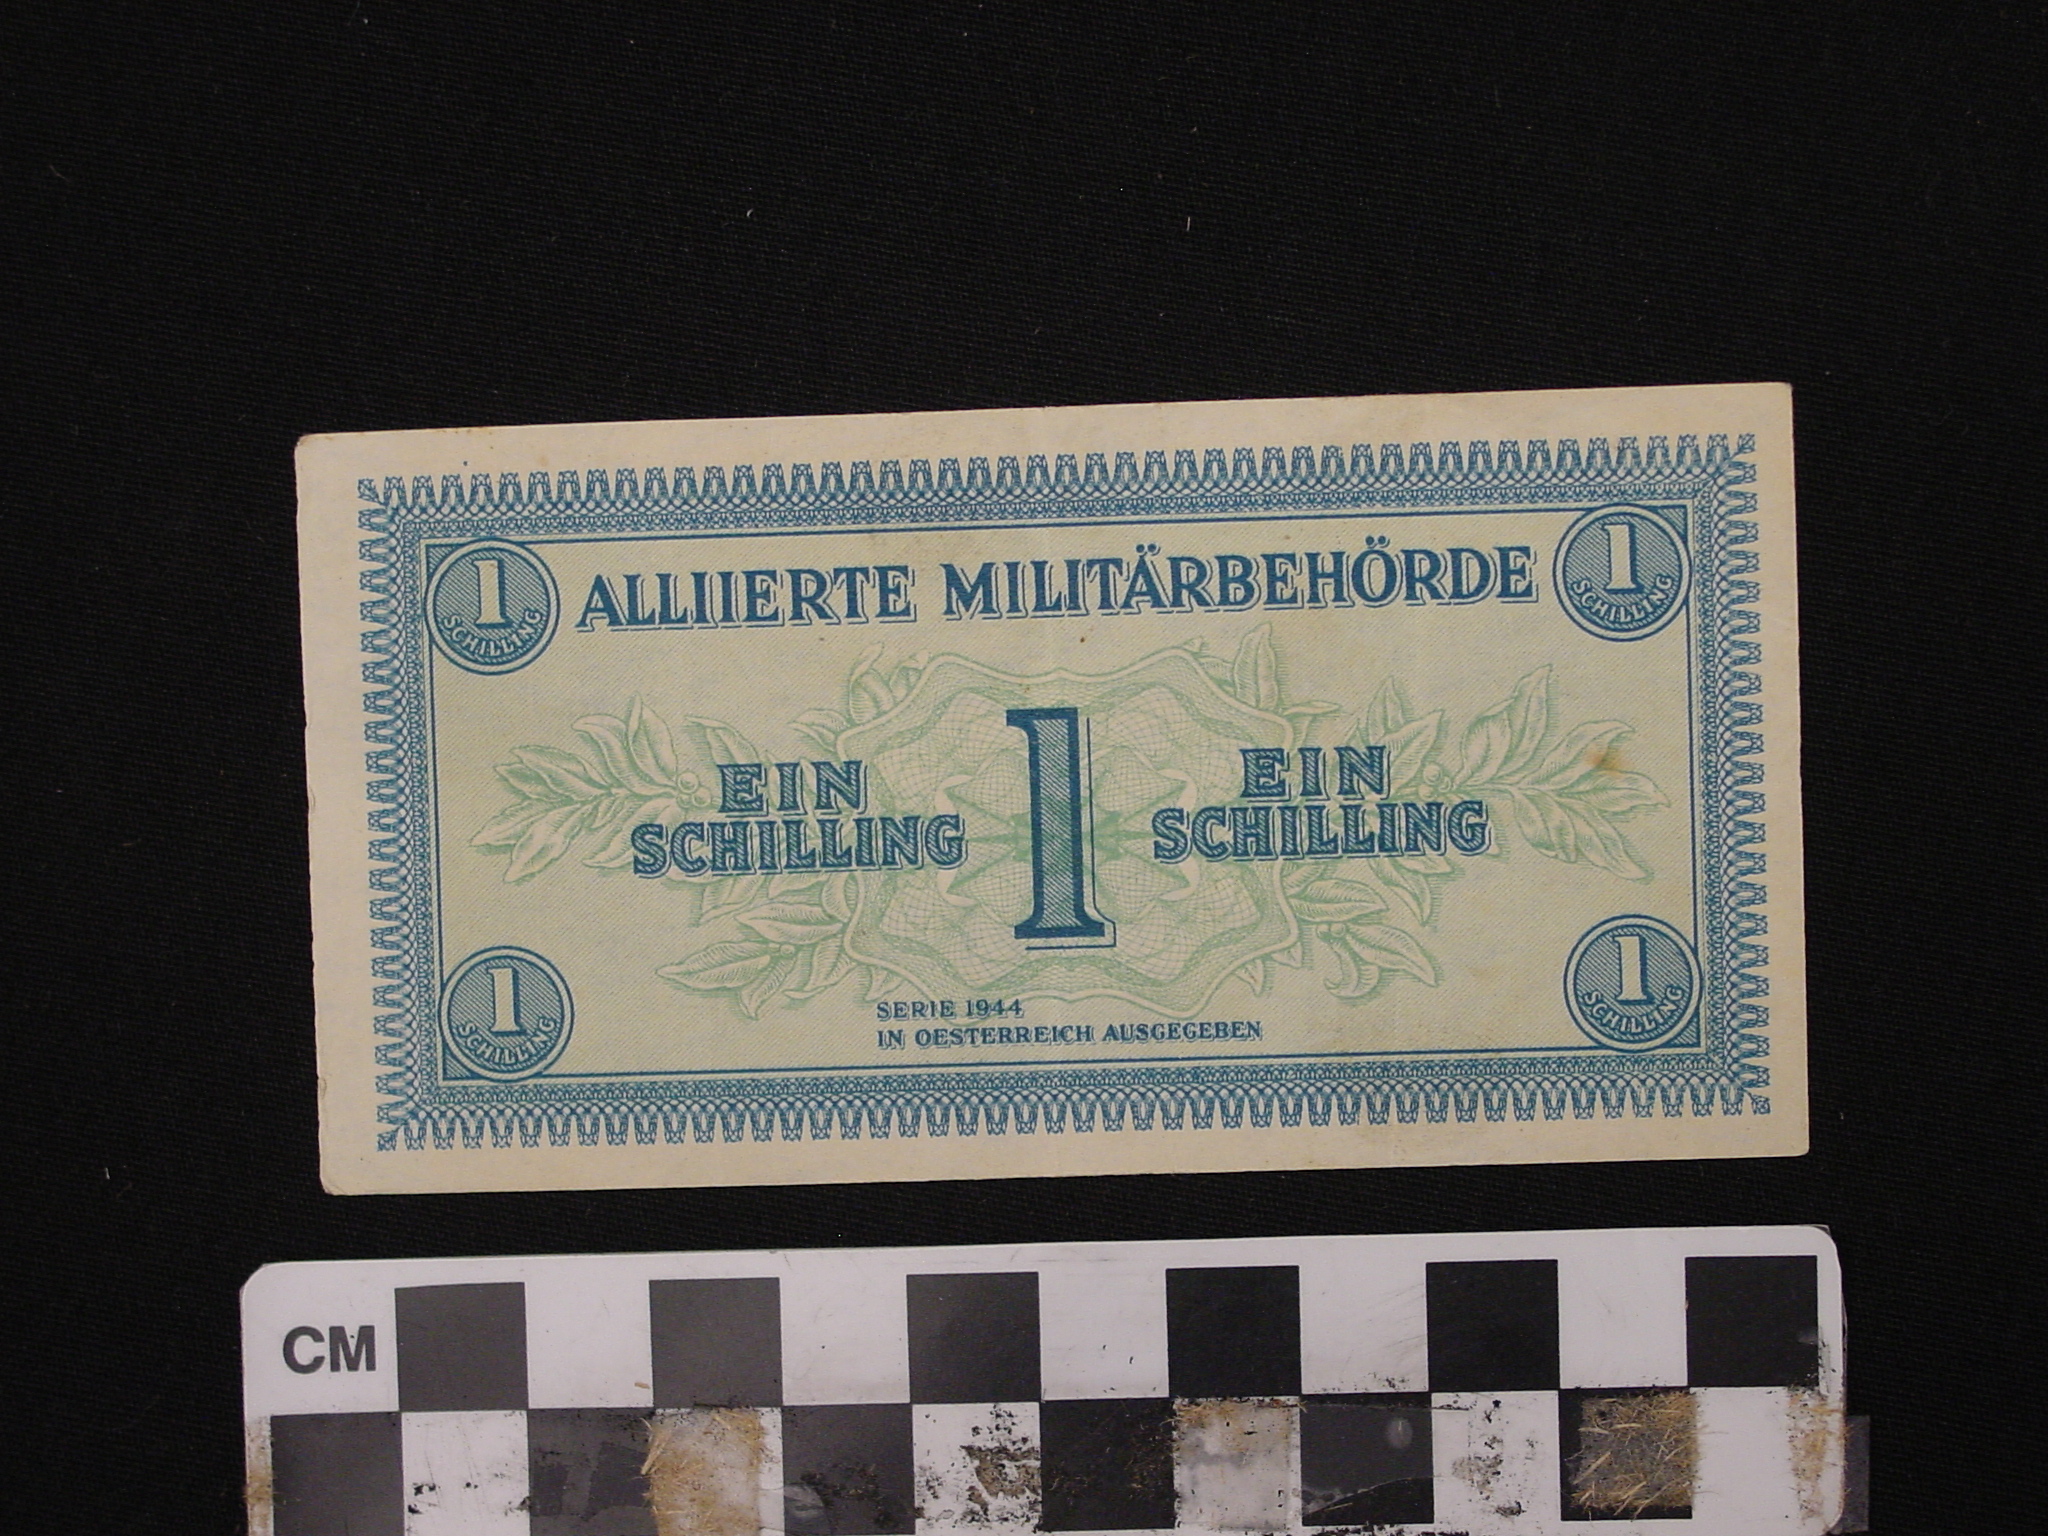 1
SCHILLING
ALLIIERTE MILITÄRBEHÖRDE
1
SCHILLING
EIN
SCHILLING
1
EIN
SCHILLING
1
SCHILLING
SERIE 1944
IN OESTERREICH AUSGEGEBEN
1
SCHILLING
CM